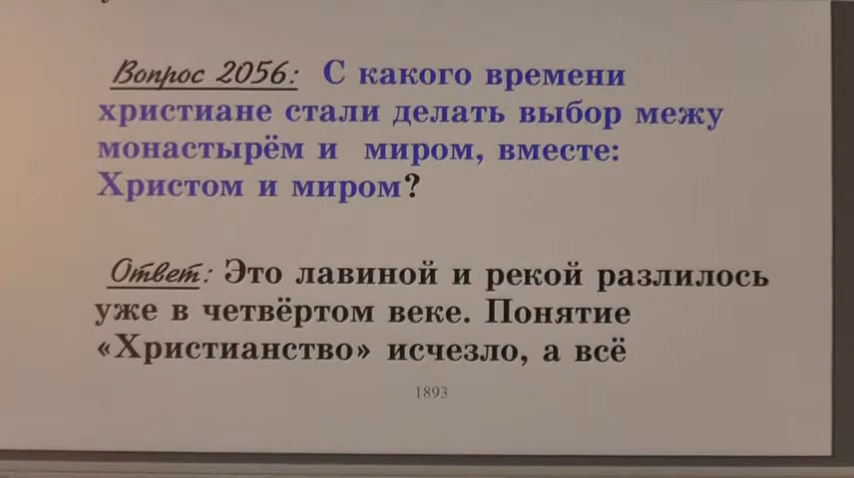 Вопрос 2056: С какого времени
христиане стали делать выбор межу
монастырём и миром, вместе:
Христом и миром?
Ответ: Это лавиной и рекой разлилось
уже в четвёртом веке. Понятие
«Христианство» исчезло, а всё
1893